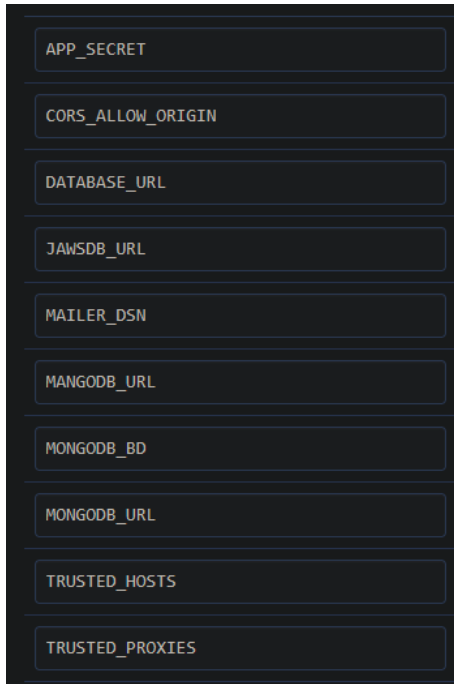 APP_SECRET
CORS_ALLOW_ORIGIN
DATABASE_URL
JAWSDB_URL
MAILER_DSN
MANGODB_URL
MONGODB_BD
MONGODB_URL
TRUSTED_HOSTS
TRUSTED_PROXIES